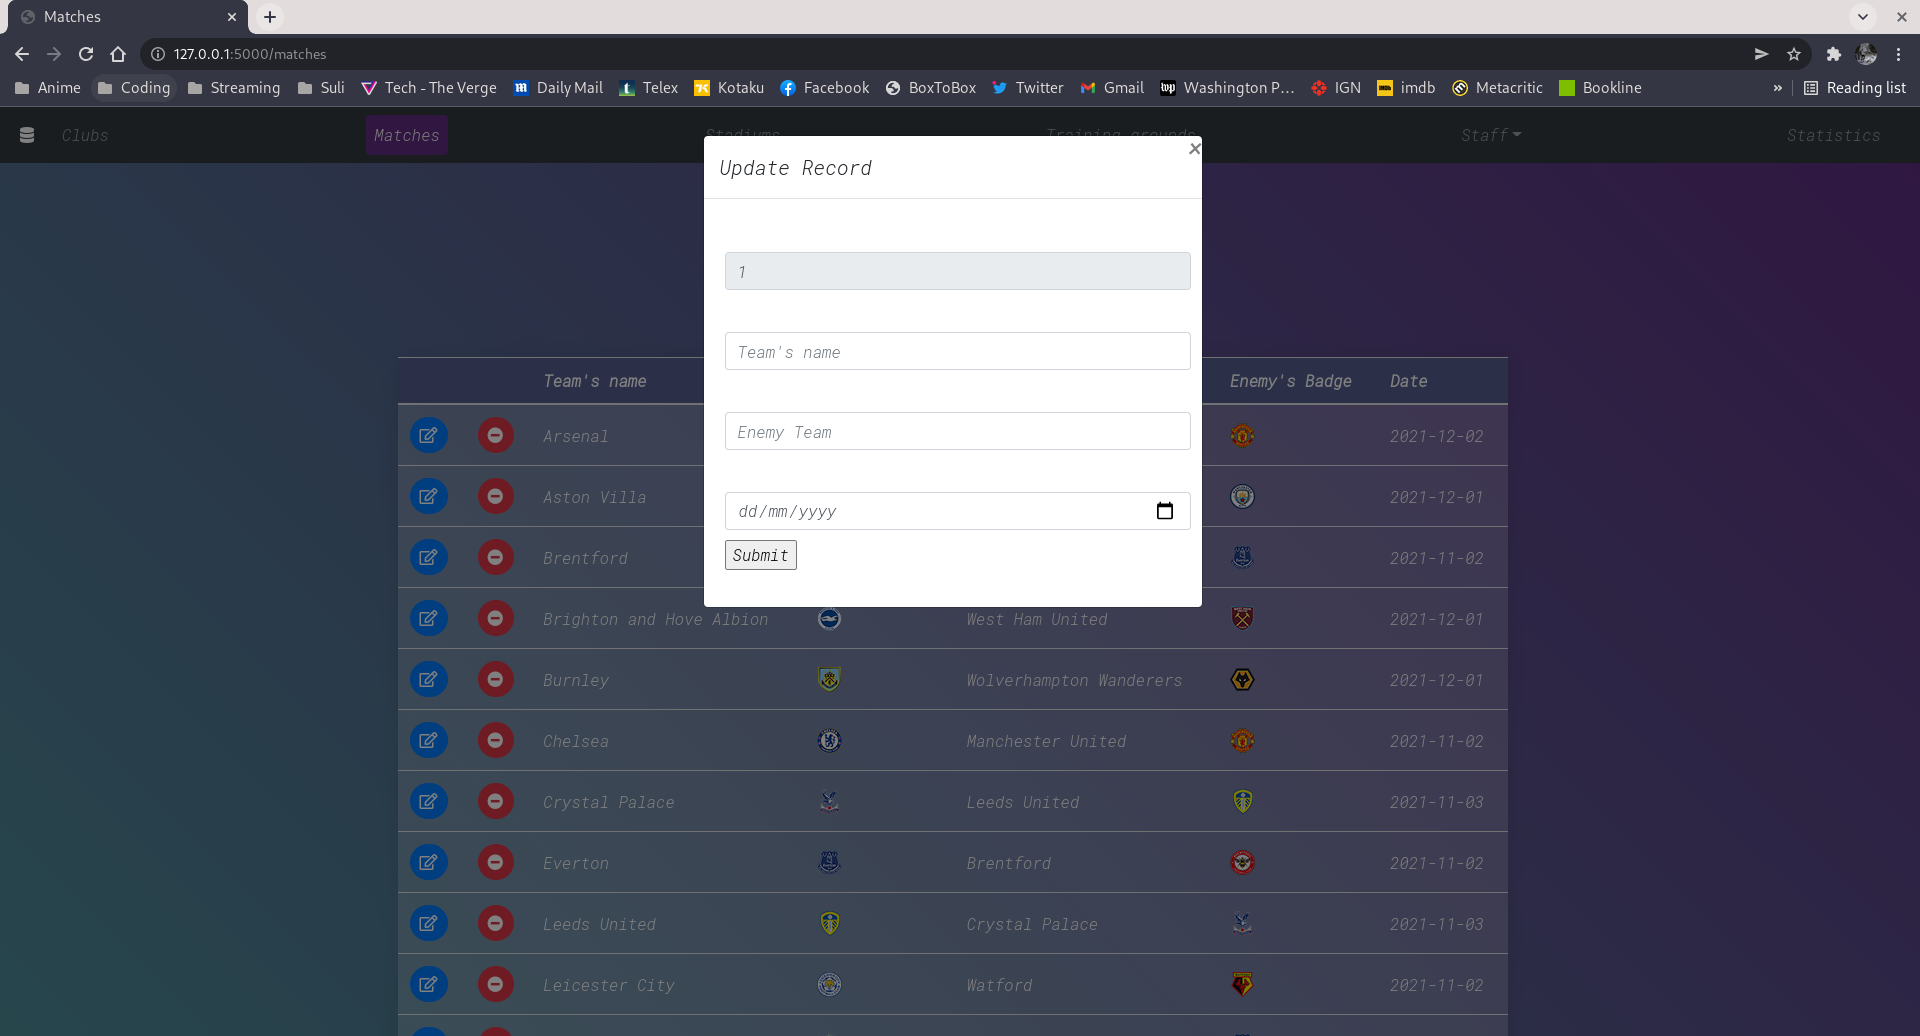 Matches
127.0.0.1:5000/matches
Anime Coding Streaming Suli Tech - The Verge Daily Mail Telex Kotaku Facebook BoxToBox Twitter Gmail Washington P... IGN imdb Metacritic Bookline » Reading list
Clubs Matches Stadiums Training grounds Staff Statistics
Update Record
1
Team's name
Enemy Team
dd/mm/yyyy
Submit
Team's name Enemy's Badge Date
Arsenal 2021-12-02
Aston Villa 2021-12-01
Brentford 2021-11-02
Brighton and Hove Albion West Ham United 2021-12-01
Burnley Wolverhampton Wanderers 2021-12-01
Chelsea Manchester United 2021-11-02
Crystal Palace Leeds United 2021-11-03
Everton Brentford 2021-11-02
Leeds United Crystal Palace 2021-11-03
Leicester City Watford 2021-11-02